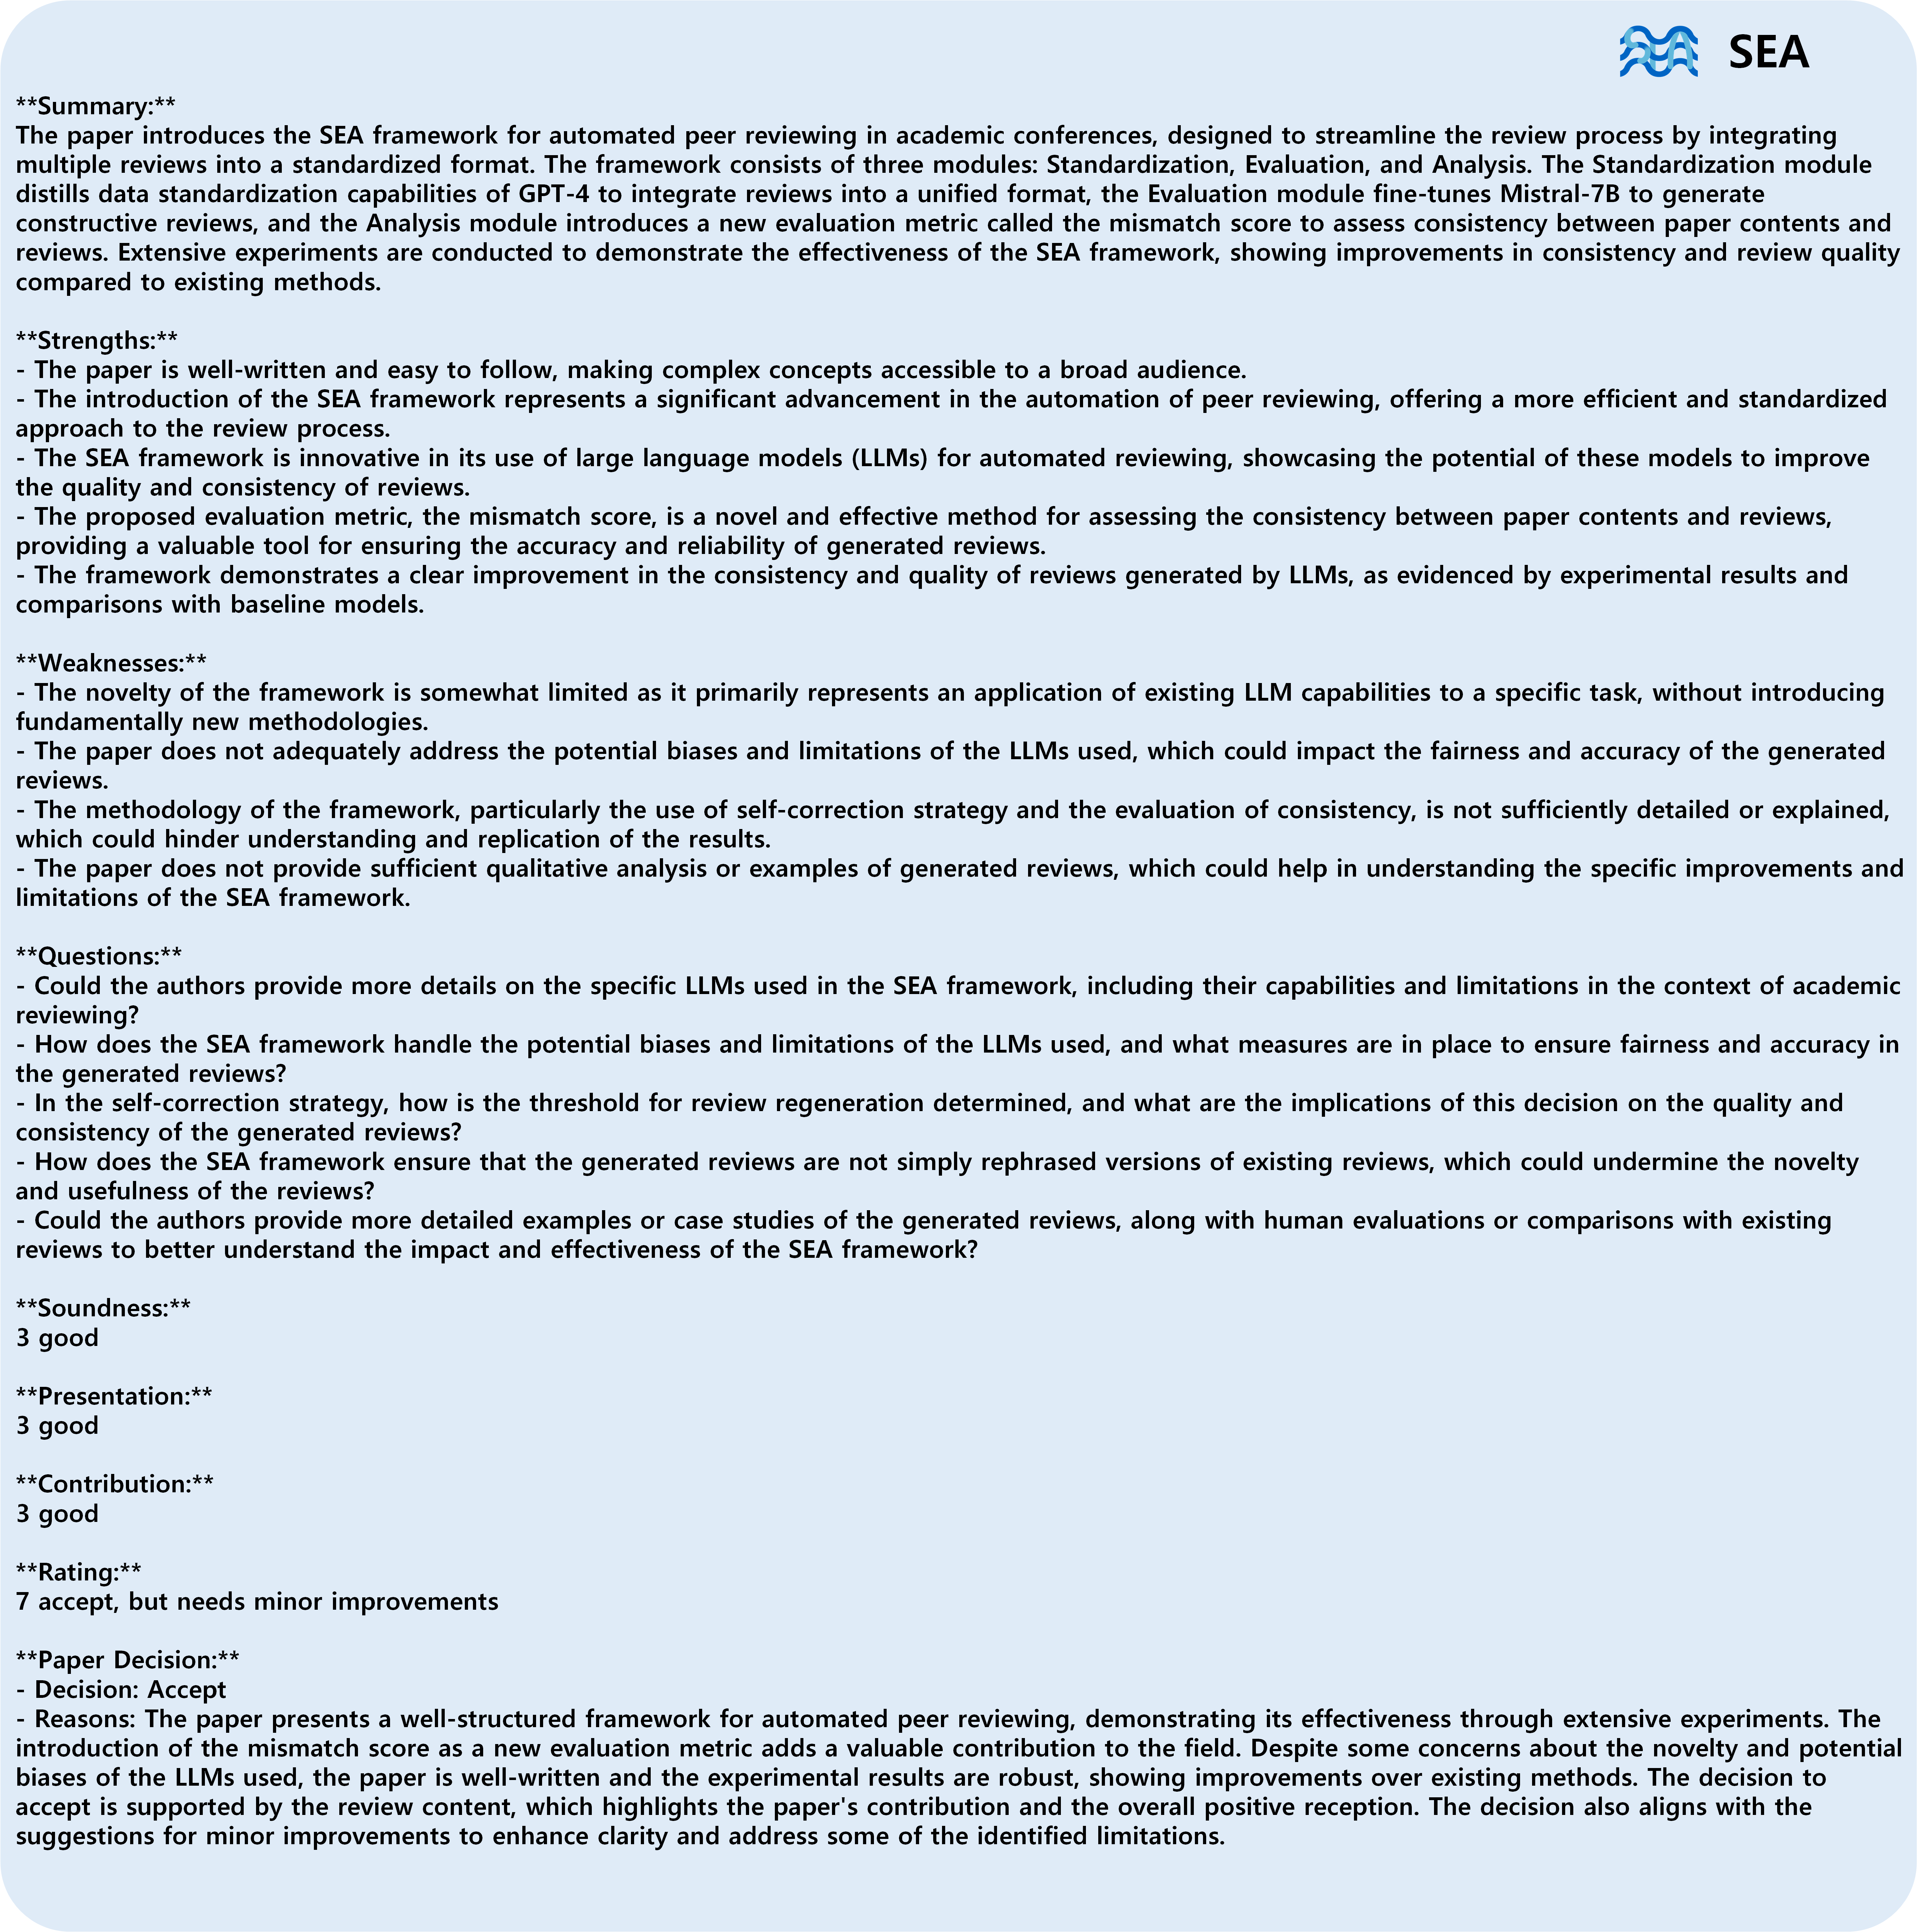 SEA
**Summary:**
The paper introduces the SEA framework for automated peer reviewing in academic conferences, designed to streamline the review process by integrating
multiple reviews into a standardized format. The framework consists of three modules: Standardization, Evaluation, and Analysis. The Standardization module
distills data standardization capabilities of GPT-4 to integrate reviews into a unified format, the Evaluation module fine-tunes Mistral-7B to generate
constructive reviews, and the Analysis module introduces a new evaluation metric called the mismatch score to assess consistency between paper contents and
reviews. Extensive experiments are conducted to demonstrate the effectiveness of the SEA framework, showing improvements in consistency and review quality
compared to existing methods.
**Strengths:**
- The paper is well-written and easy to follow, making complex concepts accessible to a broad audience.
- The introduction of the SEA framework represents a significant advancement in the automation of peer reviewing, offering a more efficient and standardized
approach to the review process.
- The SEA framework is innovative in its use of large language models (LLMs) for automated reviewing, showcasing the potential of these models to improve
the quality and consistency of reviews.
- The proposed evaluation metric, the mismatch score, is a novel and effective method for assessing the consistency between paper contents and reviews,
providing a valuable tool for ensuring the accuracy and reliability of generated reviews.
- The framework demonstrates a clear improvement in the consistency and quality of reviews generated by LLMs, as evidenced by experimental results and
comparisons with baseline models.
**Weaknesses:**
- The novelty of the framework is somewhat limited as it primarily represents an application of existing LLM capabilities to a specific task, without introducing
fundamentally new methodologies.
- The paper does not adequately address the potential biases and limitations of the LLMs used, which could impact the fairness and accuracy of the generated
reviews.
- The methodology of the framework, particularly the use of self-correction strategy and the evaluation of consistency, is not sufficiently detailed or explained,
which could hinder understanding and replication of the results.
- The paper does not provide sufficient qualitative analysis or examples of generated reviews, which could help in understanding the specific improvements and
limitations of the SEA framework.
**Questions:**
- Could the authors provide more details on the specific LLMs used in the SEA framework, including their capabilities and limitations in the context of academic
reviewing?
- How does the SEA framework handle the potential biases and limitations of the LLMs used, and what measures are in place to ensure fairness and accuracy in
the generated reviews?
- In the self-correction strategy, how is the threshold for review regeneration determined, and what are the implications of this decision on the quality and
consistency of the generated reviews?
- How does the SEA framework ensure that the generated reviews are not simply rephrased versions of existing reviews, which could undermine the novelty
and usefulness of the reviews?
- Could the authors provide more detailed examples or case studies of the generated reviews, along with human evaluations or comparisons with existing
reviews to better understand the impact and effectiveness of the SEA framework?
**Soundness:**
3 good
**Presentation:**
3 good
**Contribution:**
3 good
**Rating:**
7 accept, but needs minor improvements
**Paper Decision:**
- Decision: Accept
- Reasons: The paper presents a well-structured framework for automated peer reviewing, demonstrating its effectiveness through extensive experiments. The
introduction of the mismatch score as a new evaluation metric adds a valuable contribution to the field. Despite some concerns about the novelty and potential
biases of the LLMs used, the paper is well-written and the experimental results are robust, showing improvements over existing methods. The decision to
accept is supported by the review content, which highlights the paper's contribution and the overall positive reception. The decision also aligns with the
suggestions for minor improvements to enhance clarity and address some of the identified limitations.